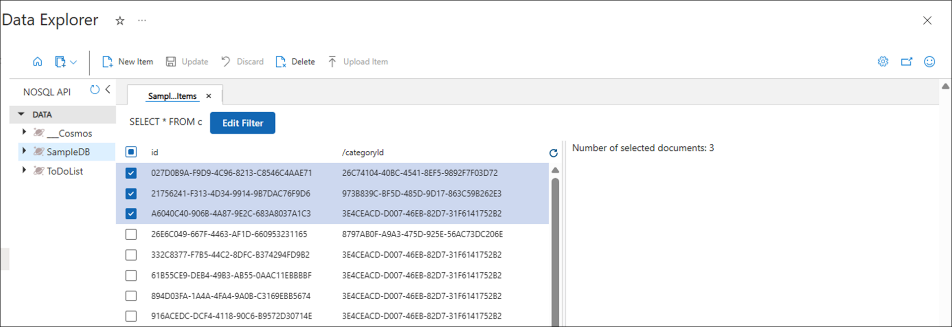 Data Explorer
New Item Update Discard Delete Upload Item
NOSQL API
Sampl...Items
DATA
SELECT * FROM c Edit Filter
___Cosmos
SampleDB
ToDoList
id /categoryId
Number of selected documents: 3
027D0B9A-F9D9-4C96-8213-C8546C4AAE71 26C74104-40BC-4541-8EF5-9892F7F03D72
21756241-F313-4D34-9914-9B7DAC76F9D6 973B839C-BF5D-485D-9D17-863C59B262E3
A6040C40-906B-4A87-9E2C-683A8037A1C3 3E4CEACD-D007-46EB-82D7-31F6141752B2
26E6C049-667F-4463-AF1D-660953231165 8797AB0F-A9A3-475D-925E-56AC73DC206E
332C8377-F7B5-44C2-8DFC-B374294FD9B2 3E4CEACD-D007-46EB-82D7-31F6141752B2
61B55CE9-DEB4-49B3-AB55-0AAC11EBBBBF 3E4CEACD-D007-46EB-82D7-31F6141752B2
894D03FA-1A4A-4FA4-9A0B-C3169EBB5674 3E4CEACD-D007-46EB-82D7-31F6141752B2
916ACEDC-DCF4-4118-90C6-B9572D30714E 3E4CEACD-D007-46EB-82D7-31F6141752B2